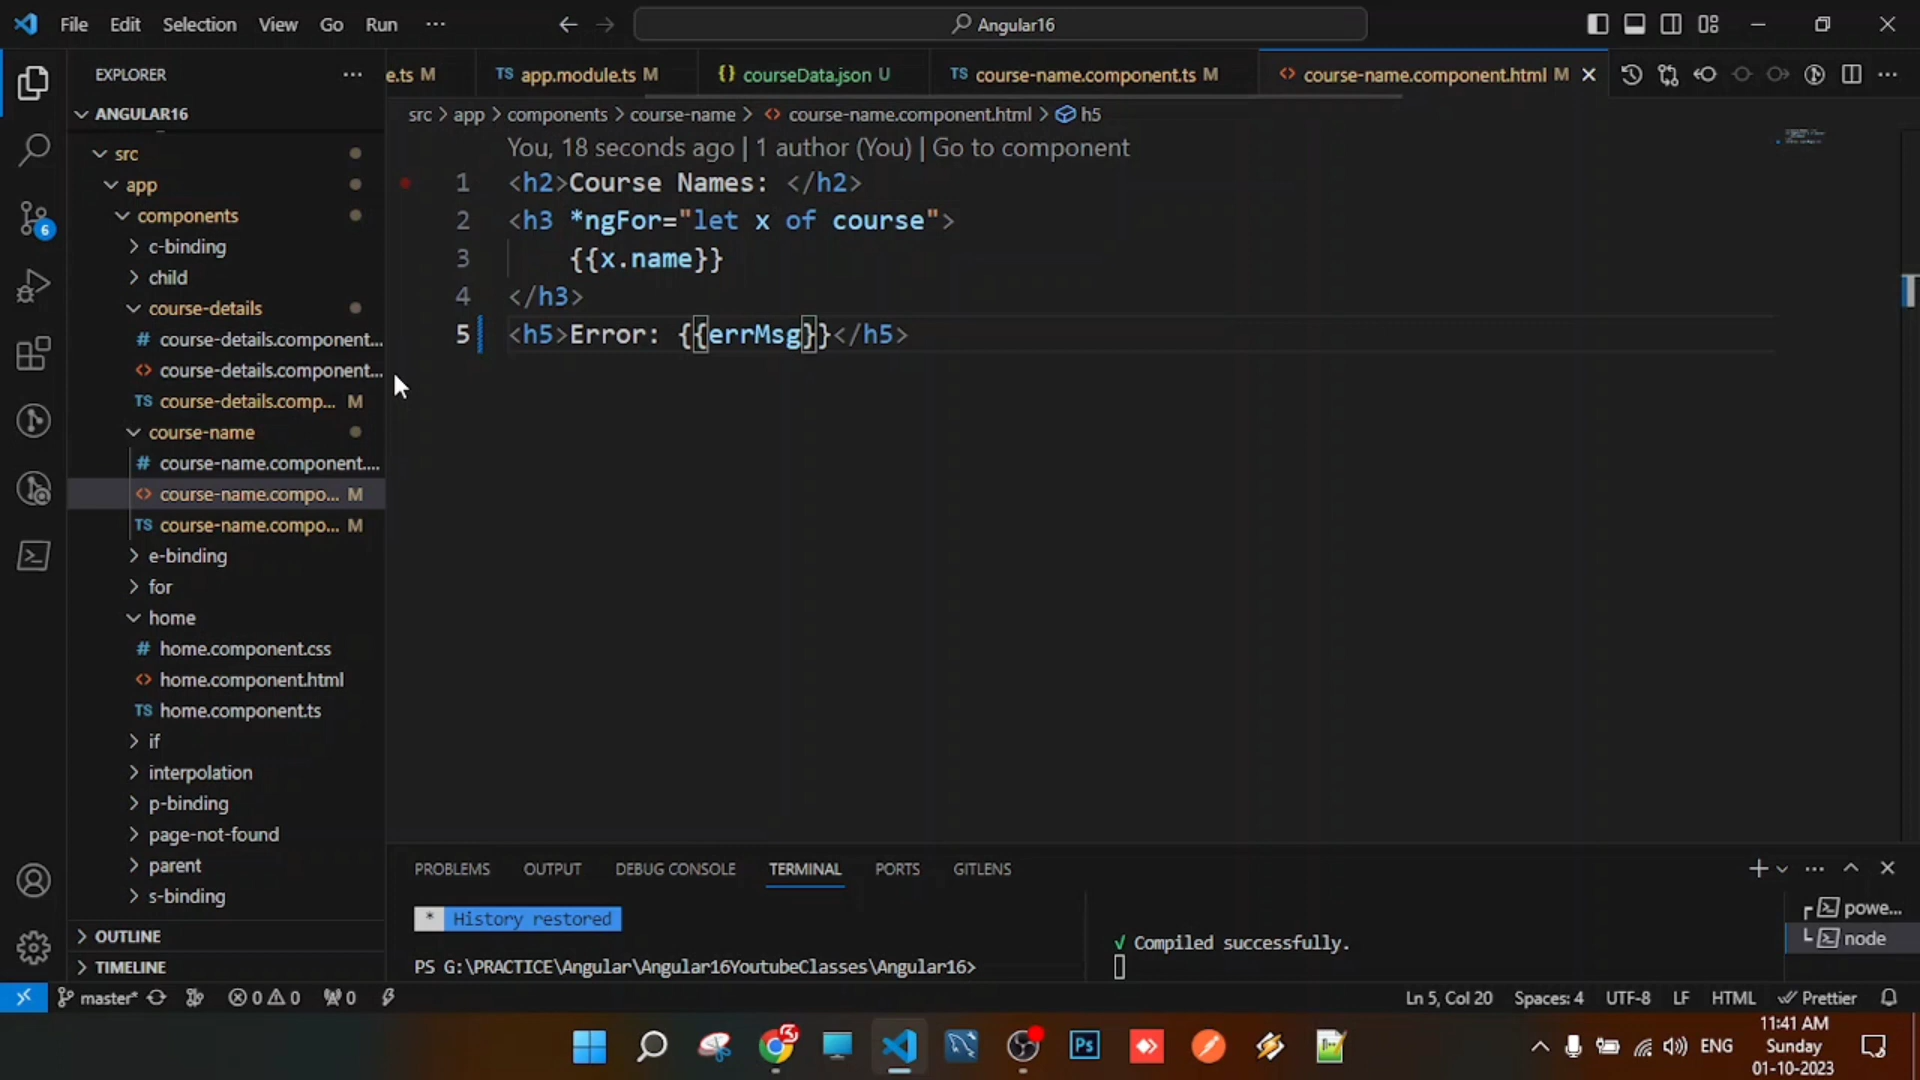 File Edit Selection View Go Run ··· Angular16
EXPLORER ···
e.ts M TS app.module.ts M {} courseData.json U TS course-name.component.ts M <> course-name.component.html M
ANGULAR16
src > app > components > course-name > <> course-name.component.html > h5
You, 18 seconds ago | 1 author (You) | Go to component
1 <h2>Course Names: </h2>
2 <h3 *ngFor="let x of course">
3 {{x.name}}
4 </h3>
5 <h5>Error: {{errMsg}}</h5>
src
app
components
c-binding
child
course-details
# course-details.component...
<> course-details.component...
TS course-details.comp... M
course-name
# course-name.component....
<> course-name.compo... M
TS course-name.compo... M
e-binding
for
home
# home.component.css
<> home.component.html
TS home.component.ts
if
interpolation
p-binding
page-not-found
parent
s-binding
OUTLINE
TIMELINE
6
PROBLEMS OUTPUT DEBUG CONSOLE TERMINAL PORTS GITLENS
* History restored
PS G:\PRACTICE\Angular\Angular16YoutubeClasses\Angular16>
√ Compiled successfully.
powe...
node
master* 0 0 0 Ln 5, Col 20 Spaces: 4 UTF-8 LF HTML Prettier
Ps
ENG
11:41 AM
Sunday
01-10-2023